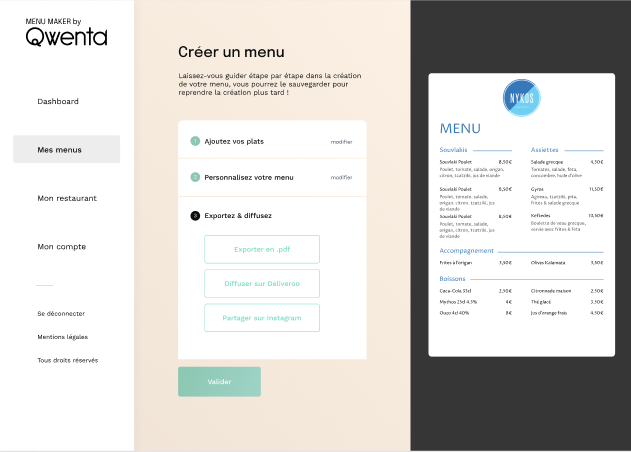 MENU MAKER by
Qwenta
Dashboard
Mes menus
Mon restaurant
Mon compte
Se déconnecter
Mentions légales
Tous droits réservés
Créer un menu
Laissez-vous guider étape par étape dans la création
de votre menu, vous pourrez le sauvegarder pour
reprendre la création plus tard !
1 Ajoutez vos plats modifier
2 Personnalisez votre menu modifier
3 Exportez & diffusez
Exporter en .pdf
Diffuser sur Deliveroo
Partager sur Instagram
Valider
NYKOS
MENU
Souvlakis
Souvlaki Poulet 8,50€
Poulet, tomate, salade, origan,
citron, tzatziki, jus de viande
Souvlaki Poulet 8,50€
Poulet, tomate, salade,
origan, citron, tzatziki, jus
de viande
Souvlaki Poulet 8,50€
Poulet, tomate, salade,
origan, citron, tzatziki, jus
de viande
Assiettes
Salade grecque 4,50€
Tomates, salade, feta,
concombre, huile d'olive
Gyros 11,50€
Agneau, tzatziki, pita,
frites & salade grecque
Keftedes 10,50€
Boulette de veau grecque,
servie avec frites & feta
Accompagnement
Frites à l'origan 3,50€
Olives Kalamata 3,50€
Boissons
Coca-Cola 33cl 2,50€
Mythos 25cl 4,5% 4€
Ouzo 4cl 40% 8€
Citronnade maison 2,50€
Thé glacé 3,50€
Jus d'orange frais 4,50€